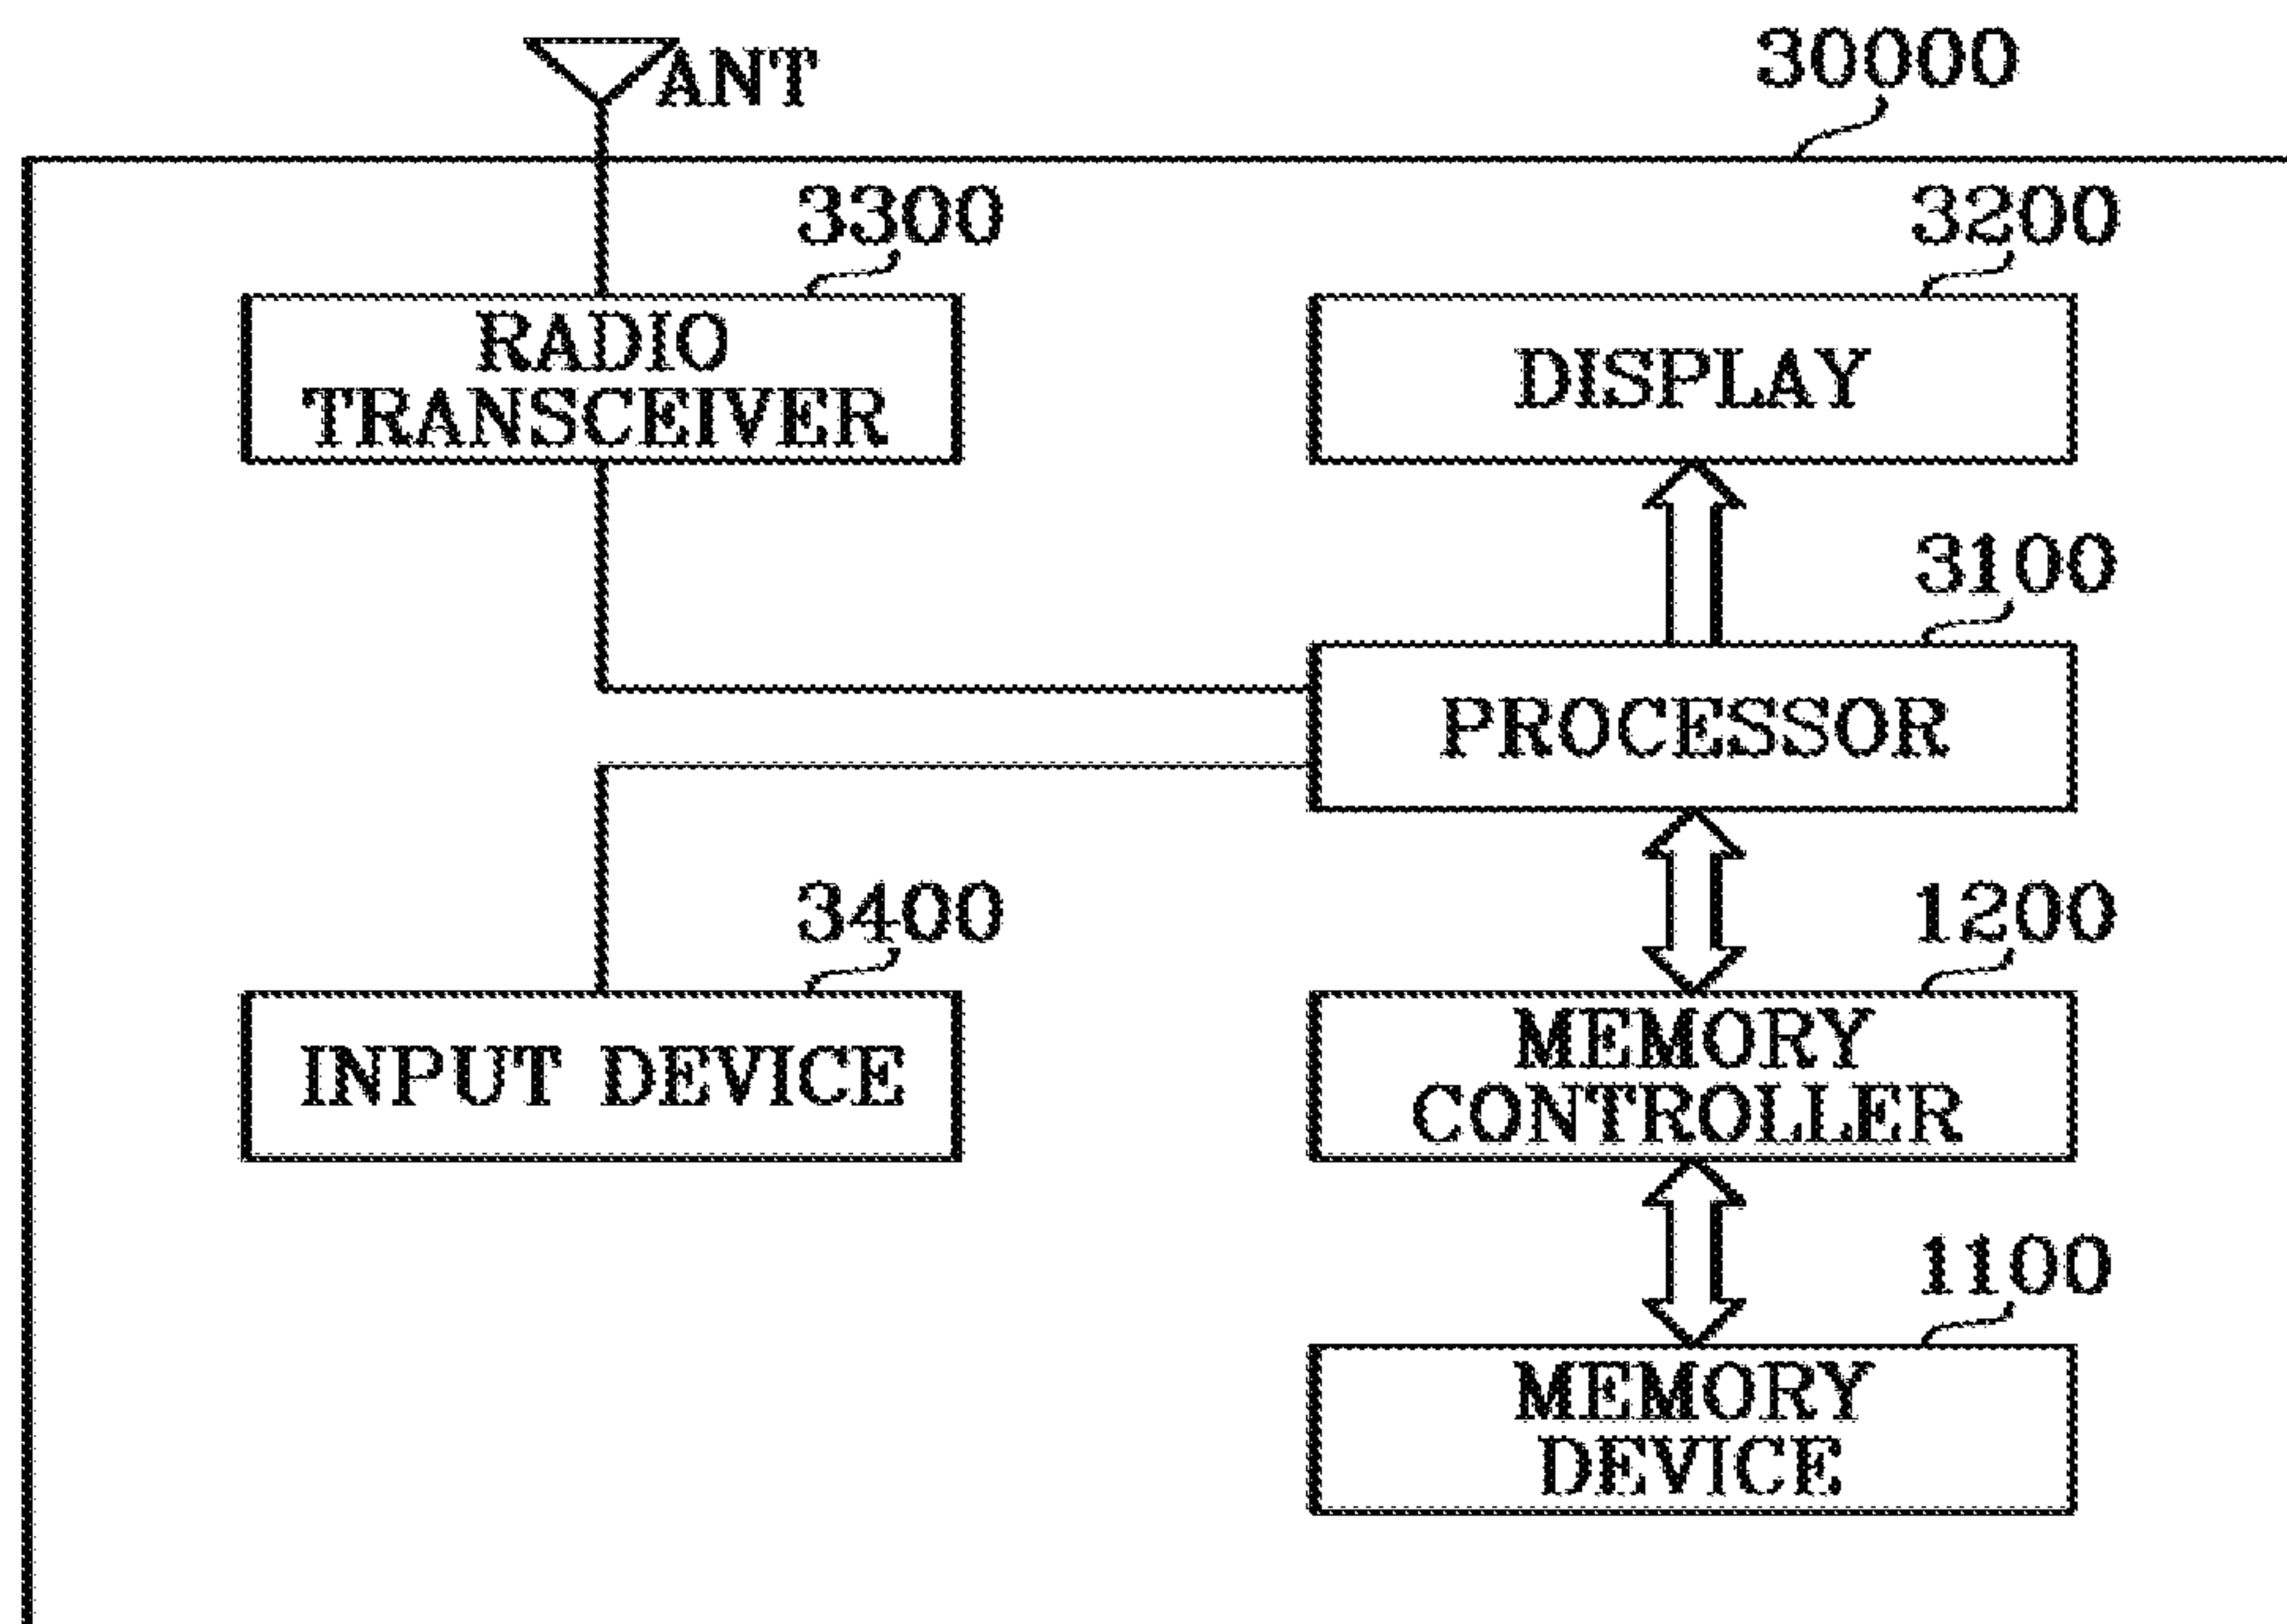 ANT
30000
3300
3200
RADIO
TRANSCEIVER
DISPLAY
3100
PROCESSOR
3400
1200
INPUT DEVICE
MEMORY
CONTROLLER
1100
MEMORY
DEVICE